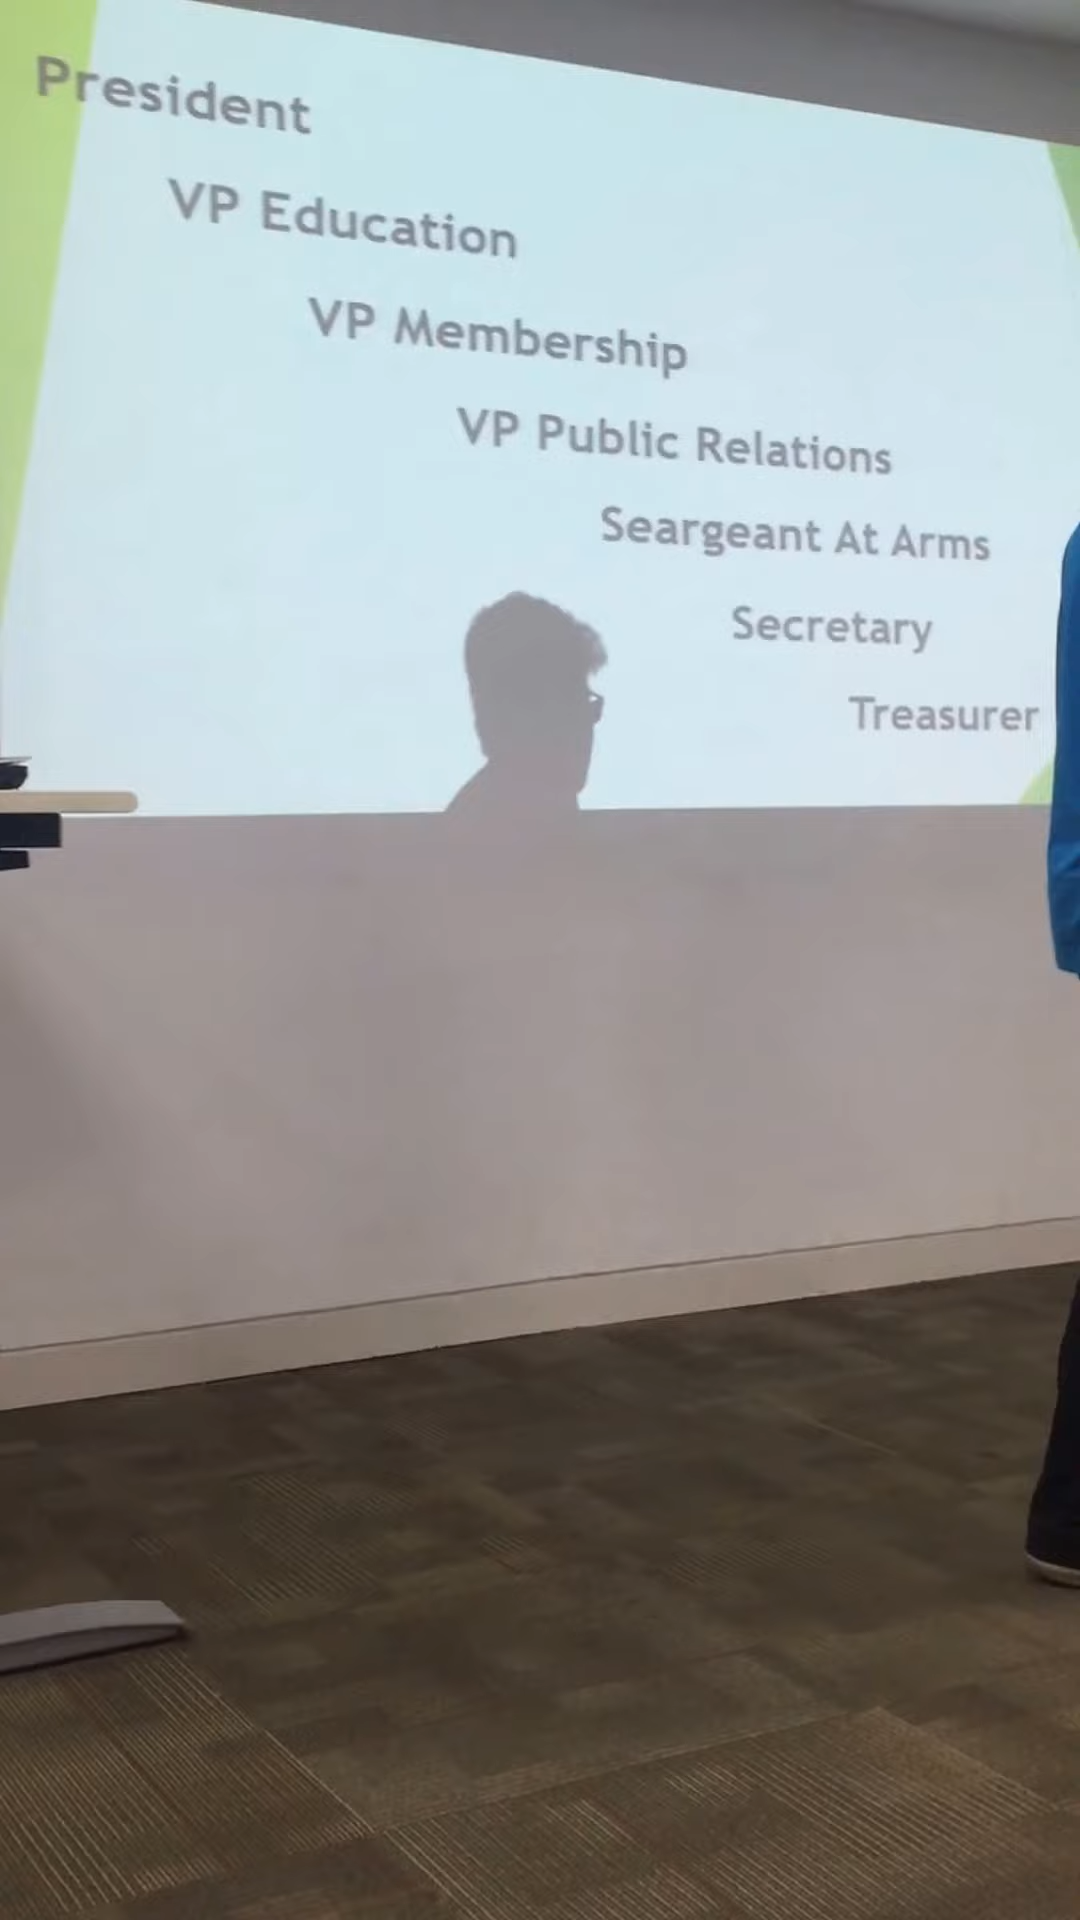 President
VP Education
VP Membership
VP Public Relations
Seargeant At Arms
Secretary
Treasurer